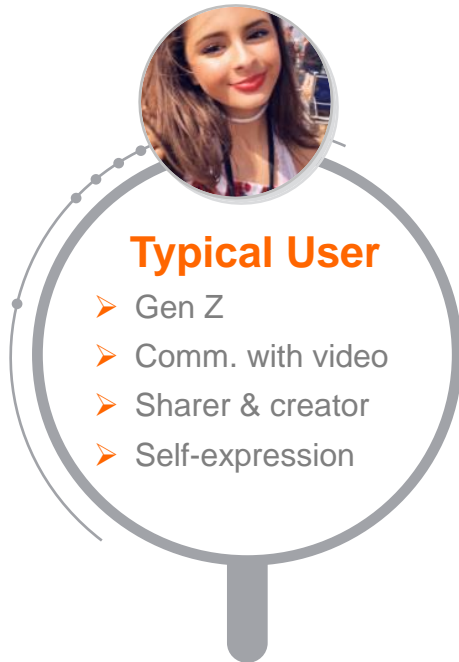 Typical User
Gen Z
Comm. with video
Sharer & creator
Self-expression